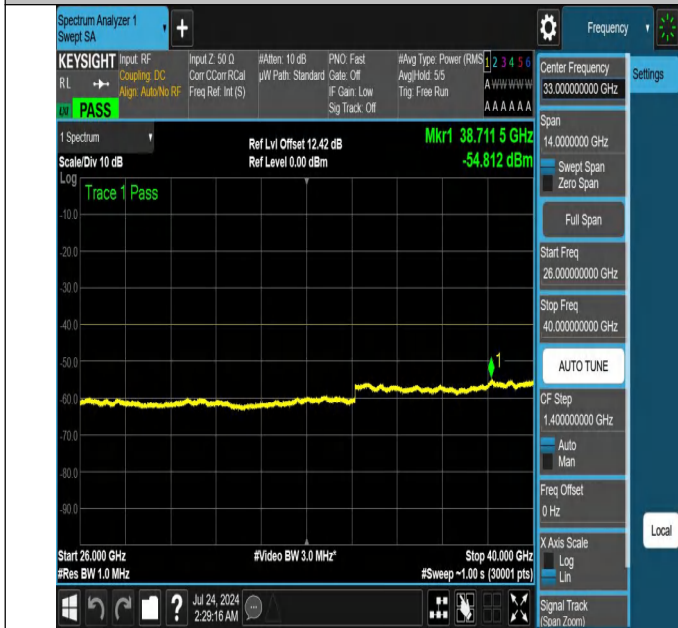 Spectrum Analyzer 1
Swept SA
+
Frequency
KEYSIGHT
RL
PASS
Input: RF
Coupling: DC
Align: Auto/No RF
Input Z: 50 Ω
Corr CCorr RCal
Freq Ref: Int (S)
#Atten: 10 dB
µW Path: Standard
PNO: Fast
Gate: Off
IF Gain: Low
Sig Track: Off
#Avg Type: Power (RMS
Avg|Hold: 5/5
Trig: Free Run
1 2 3 4 5 6
A W W W W W
A A A A A A
1 Spectrum
Scale/Div 10 dB
Log
Ref Lvl Offset 12.42 dB
Ref Level 0.00 dBm
Mkr1 38.711 5 GHz
-54.812 dBm
Trace 1 Pass
-10.0
-20.0
-30.0
-40.0
-50.0
-60.0
-70.0
-80.0
-90.0
1
Start 26.000 GHz
#Res BW 1.0 MHz
#Video BW 3.0 MHz*
Stop 40.000 GHz
#Sweep ~1.00 s (30001 pts)
?
Jul 24, 2024
2:29:16 AM
Center Frequency
33.000000000 GHz
Span
14.0000000 GHz
Swept Span
Zero Span
Full Span
Start Freq
26.000000000 GHz
Stop Freq
40.000000000 GHz
AUTO TUNE
CF Step
1.400000000 GHz
Auto
Man
Freq Offset
0 Hz
X Axis Scale
Log
Lin
Signal Track
(Span Zoom)
Settings
Local